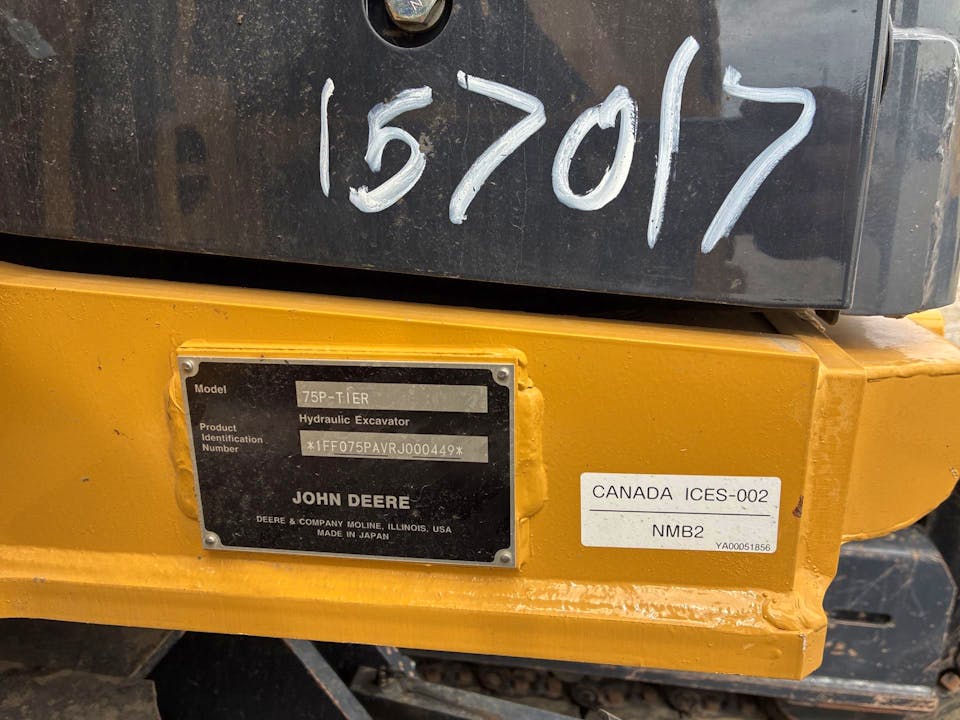 157017
Model
75P-TIER
Hydraulic Excavator
Product
Identification
Number
*1FF075PAVRJ000449*
JOHN DEERE
DEERE & COMPANY MOLINE, ILLINOIS, USA
MADE IN JAPAN
CANADA ICES-002
NMB2
YA00051856